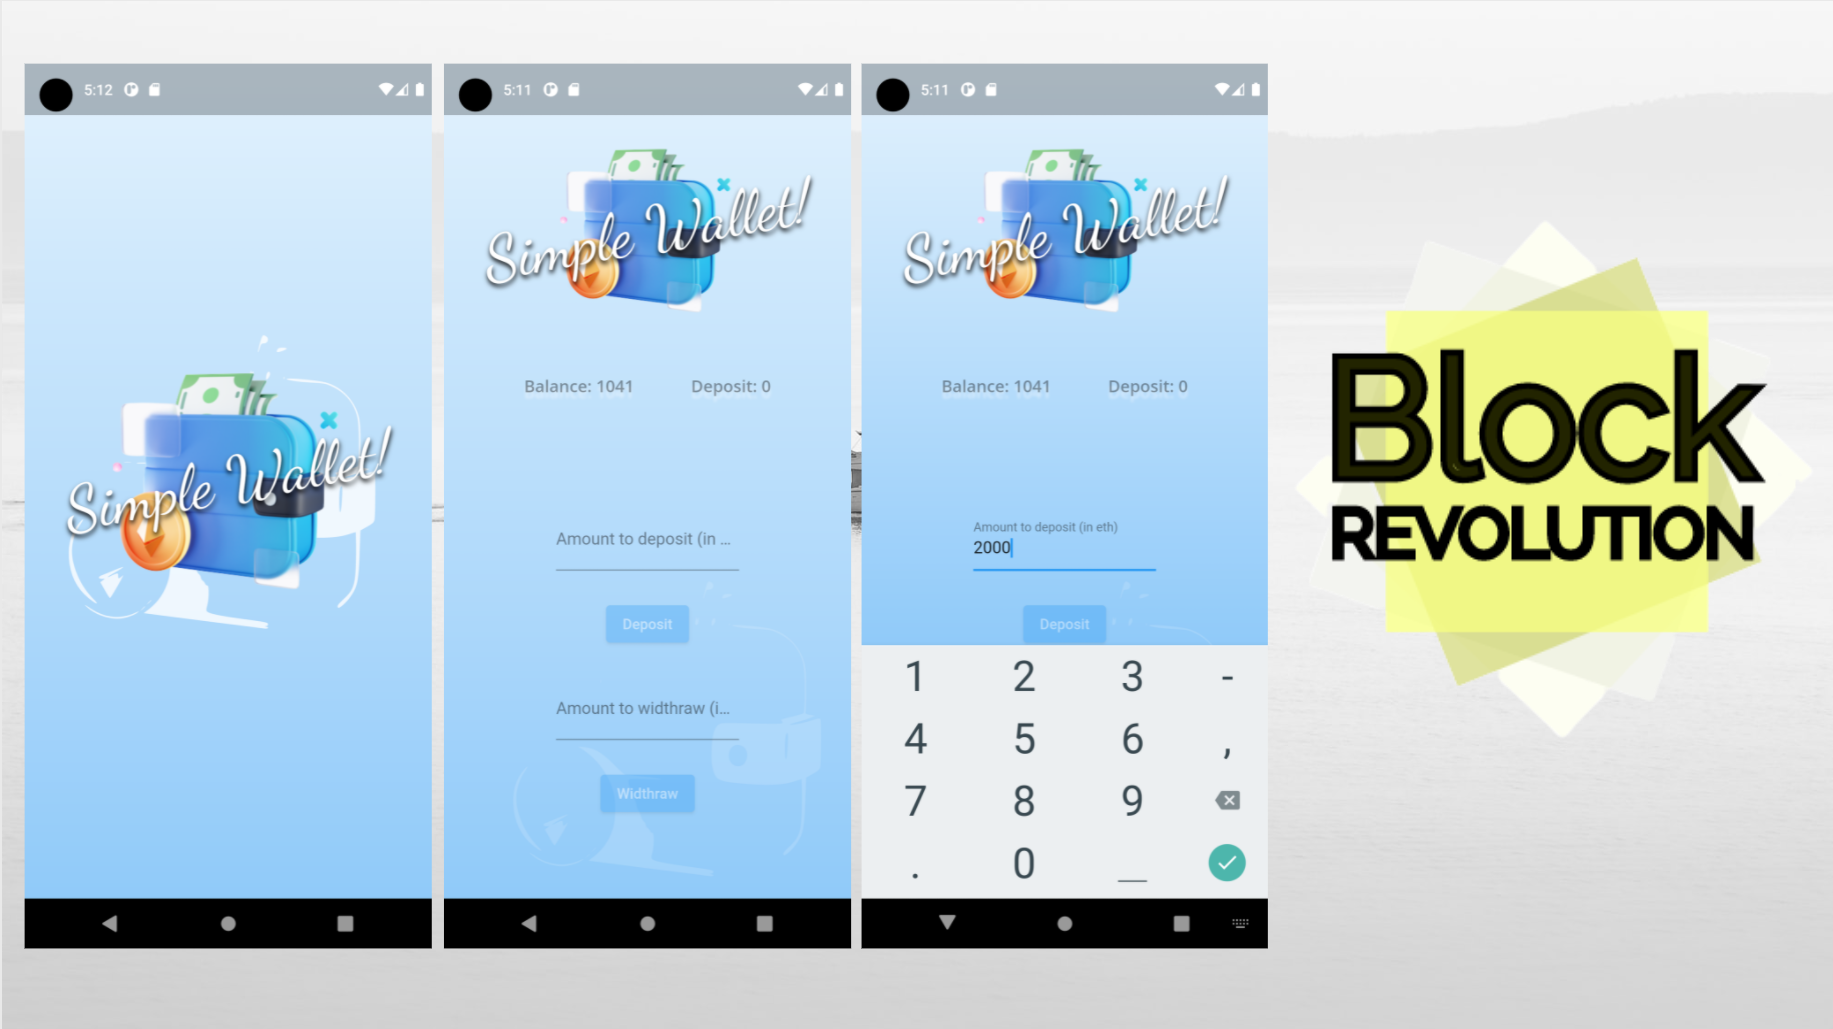 5:12
Simple Wallet!
5:11
Simple Wallet!
Balance: 1041 Deposit: 0
Amount to deposit (in ...
Deposit
Amount to widthraw (i...
Widthraw
5:11
Simple Wallet!
Balance: 1041 Deposit: 0
Amount to deposit (in eth)
2000
Deposit
1 2 3 -
4 5 6 ,
7 8 9
. 0 _
Block
REVOLUTION